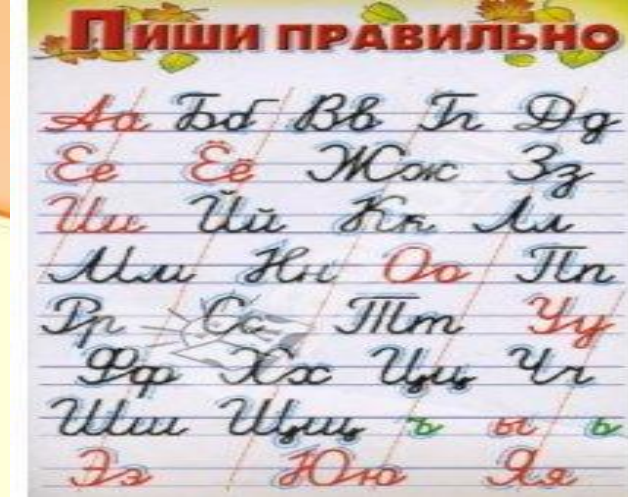 Пиши правильно
Аа Бб Вв Гг Дд
Ее Ёё Жж Зз
Ии Йй Кк Лл
Мм Нн Оо Пп
Рр Сс Тт Уу
Фф Хх Цц Чч
Шш Щщ ъ ы ь
Ээ Юю Яя